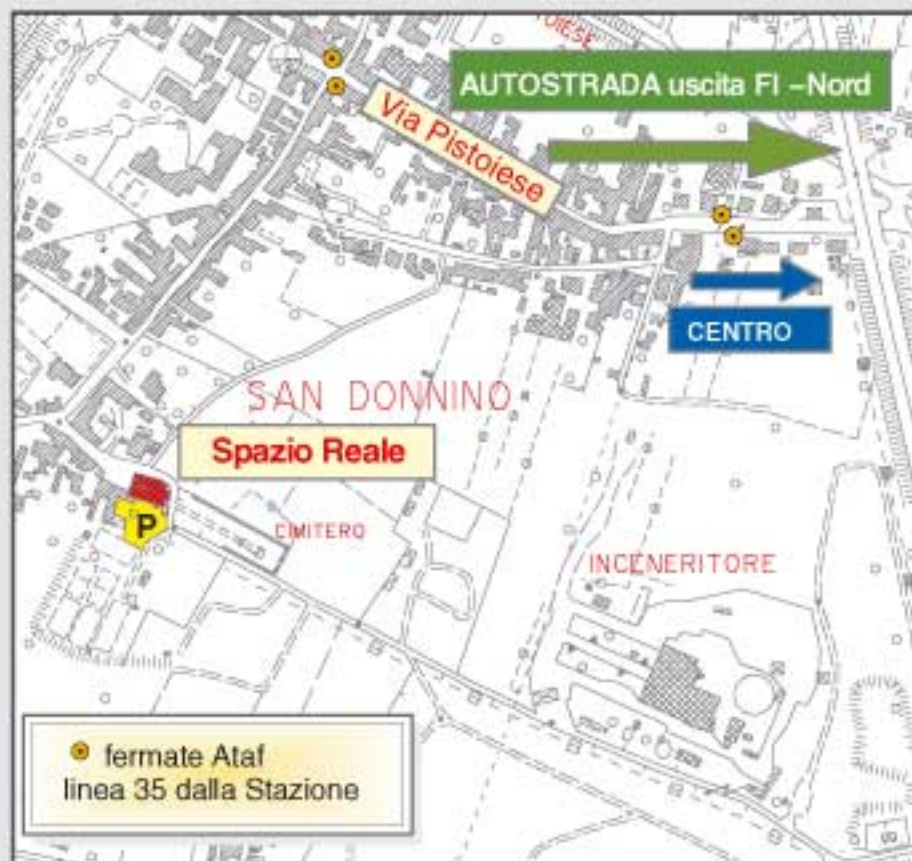 OIESE
AUTOSTRADA uscita FI –Nord
Via Pistoiese
CENTRO
SAN DONNINO
Spazio Reale
P
CIMITERO
INCENERITORE
fermate Ataf
linea 35 dalla Stazione